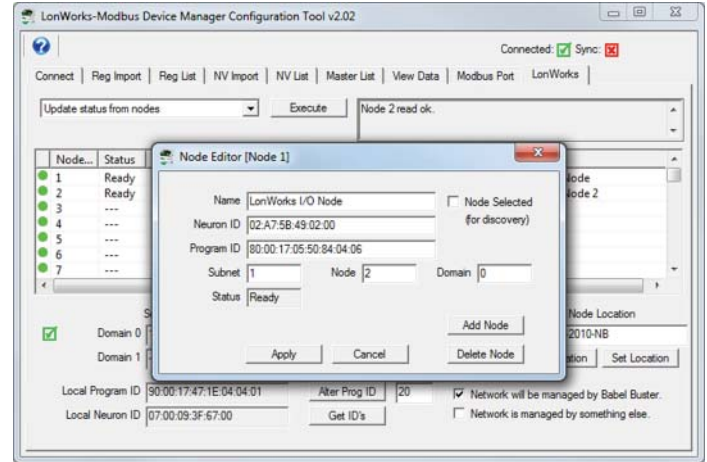 LonWorks-Modbus Device Manager Configuration Tool v2.02
Connected: Sync:
Connect Reg Import Reg List NV Import NV List Master List View Data Modbus Port LonWorks
Update status from nodes Execute Node 2 read ok.
Node... Status
1 Ready Node
2 Ready Node 2
3 ---
4 ---
5 ---
6 ---
7 ---
Node Editor [Node 1]
Name LonWorks I/O Node Node Selected
(for discovery)
Neuron ID 02:A7:5B:49:02:00
Program ID 80:00:17:05:50:84:04:06
Subnet 1 Node 2 Domain 0
Status Ready
Add Node
Apply Cancel Delete Node
Node Location
Domain 0 2010-NB
Domain 1 Set Location
Local Program ID 90:00:17:47:1E:04:04:01 Alter Prog ID 20 Network will be managed by Babel Buster.
Local Neuron ID 07:00:09:3F:67:00 Get ID's Network is managed by something else.